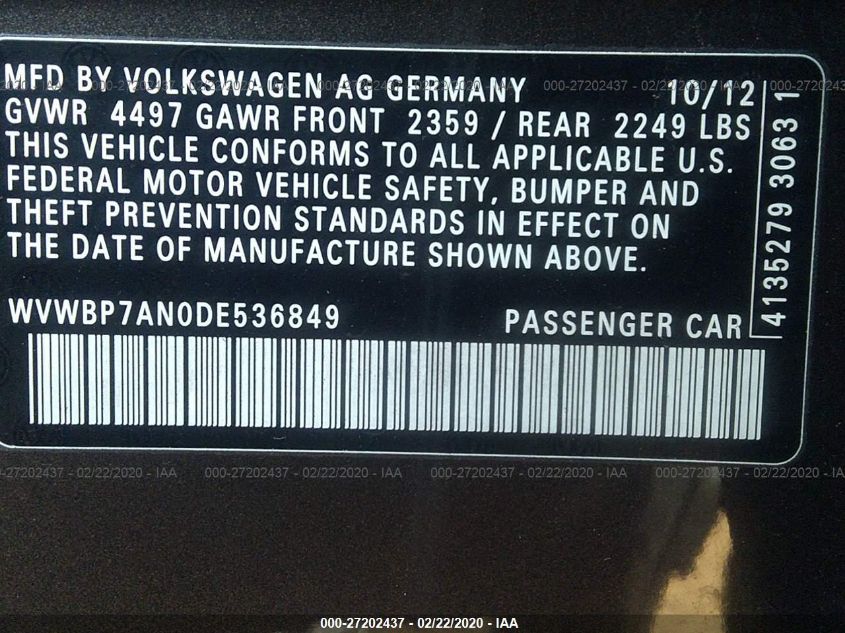 MFD BY VOLKSWAGEN AG GERMANY 10/12
GVWR 4497 GAWR FRONT 2359 / REAR 2249 LBS
THIS VEHICLE CONFORMS TO ALL APPLICABLE U.S.
FEDERAL MOTOR VEHICLE SAFETY, BUMPER AND
THEFT PREVENTION STANDARDS IN EFFECT ON
THE DATE OF MANUFACTURE SHOWN ABOVE.
WVWBP7AN0DE536849 PASSENGER CAR
4135279 3063 1
000-27202437 - 02/22/2020 - IAA